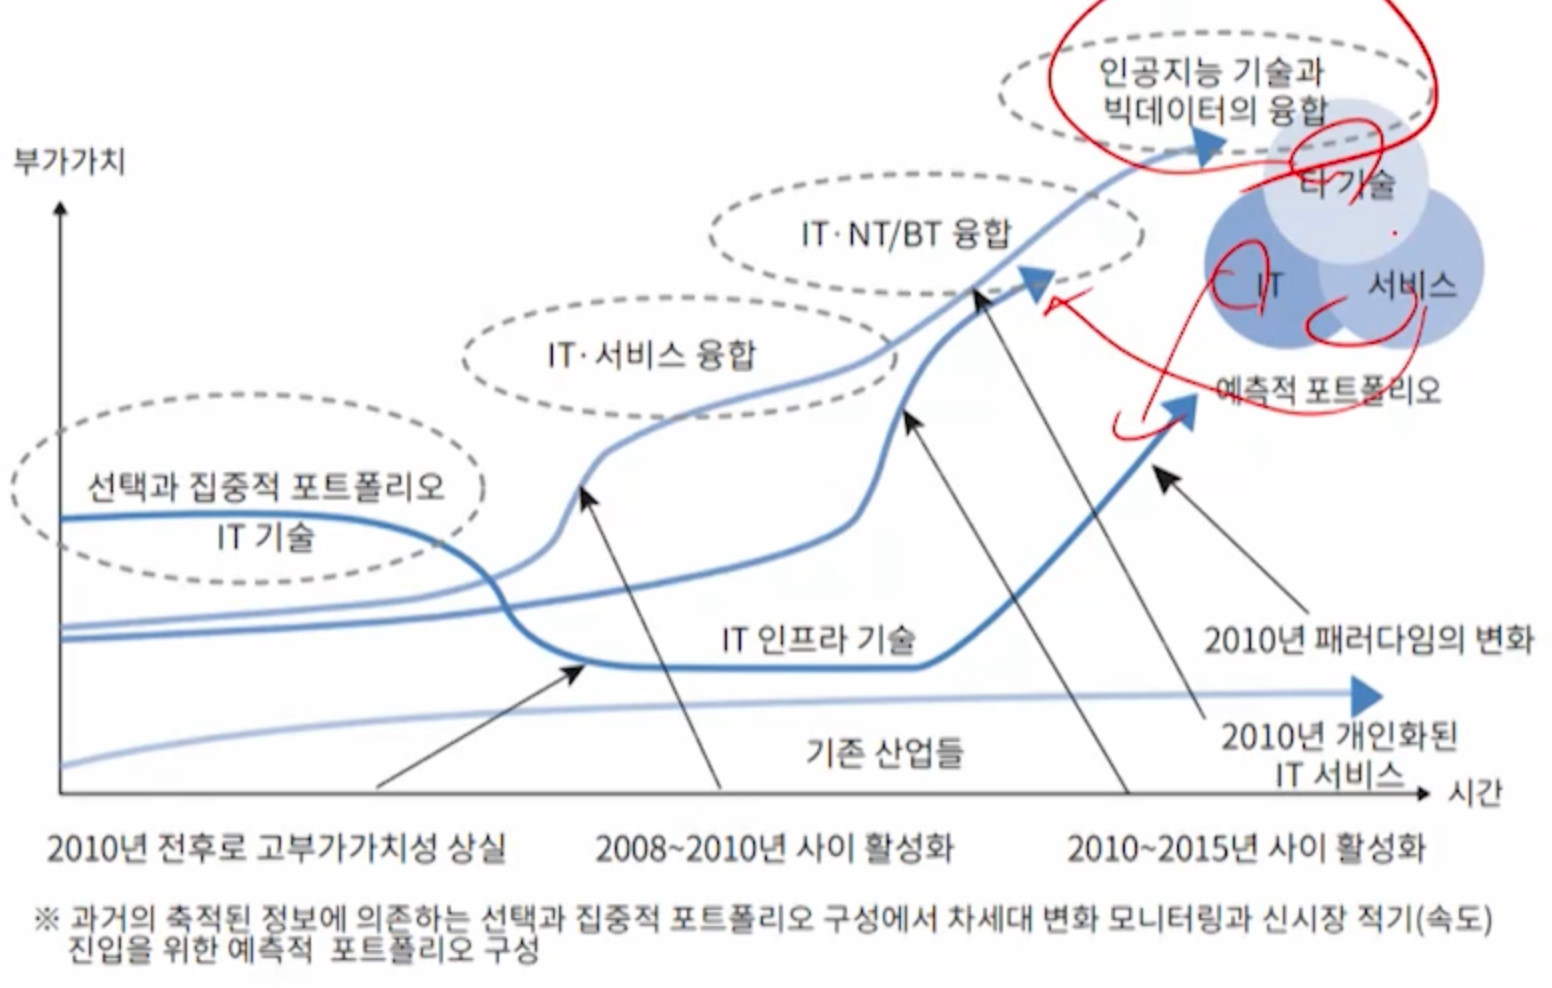 인공지능 기술과
빅데이터의 융합
부가가치
타 기술
IT·NT/BT 융합
IT
서비스
IT·서비스 융합
예측적 포트폴리오
선택과 집중적 포트폴리오
IT 기술
IT 인프라 기술
2010년 패러다임의 변화
기존 산업들
2010년 개인화된
IT 서비스
시간
2010년 전후로 고부가가치성 상실
2008~2010년 사이 활성화
2010~2015년 사이 활성화
※ 과거의 축적된 정보에 의존하는 선택과 집중적 포트폴리오 구성에서 차세대 변화 모니터링과 신시장 적기(속도)
진입을 위한 예측적 포트폴리오 구성